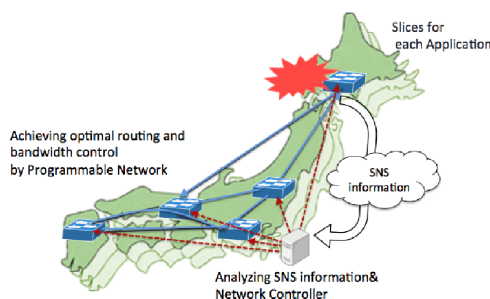 Slices for
each Application
Achieving optimal routing and
bandwidth control
by Programmable Network
SNS
information
Analyzing SNS information&
Network Controller